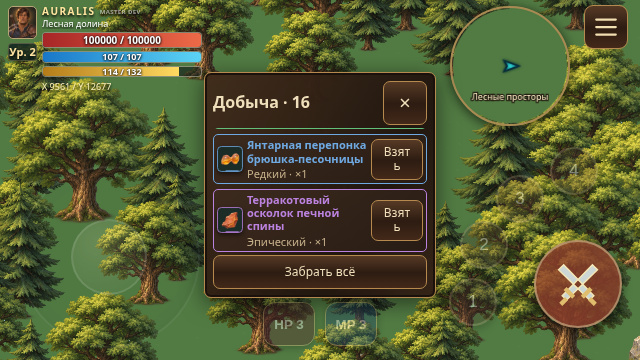 AURALIS MASTER DEV
Лесная долина
100000 / 100000
Ур. 2
107 / 107
114 / 132
Лесные просторы
Добыча · 16
×
Янтарная перепонка
брюшка-песочницы
Редкий · ×1
Взят
ь
Терракотовый
осколок печной
спины
Эпический · ×1
Взят
ь
Забрать всё
4
3
2
1
HP 3
MP 3